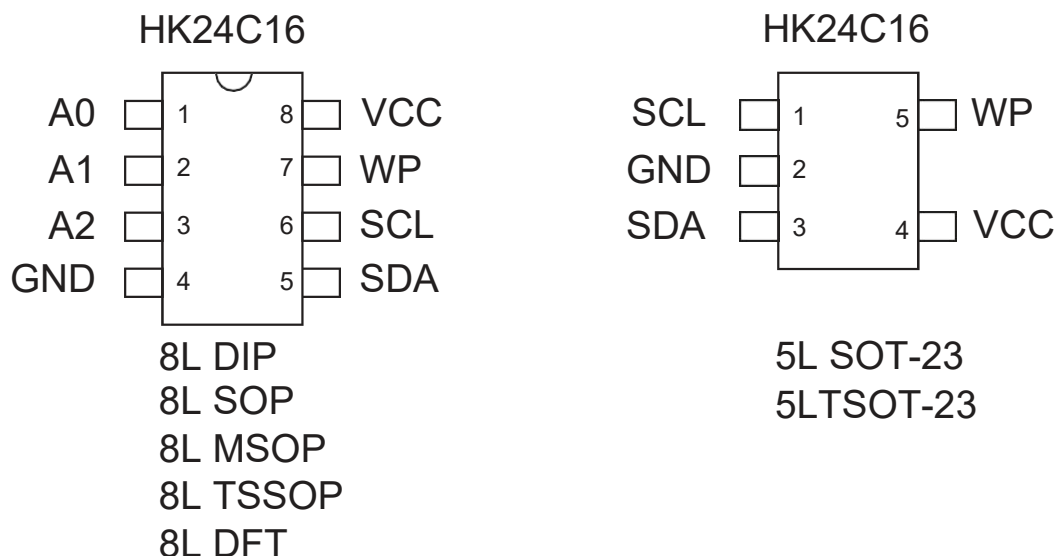 HK24C16
A0 1 8 VCC
A1 2 7 WP
A2 3 6 SCL
GND 4 5 SDA
8L DIP
8L SOP
8L MSOP
8L TSSOP
8L DFT
HK24C16
SCL 1 5 WP
GND 2
SDA 3 4 VCC
5L SOT-23
5LTSOT-23